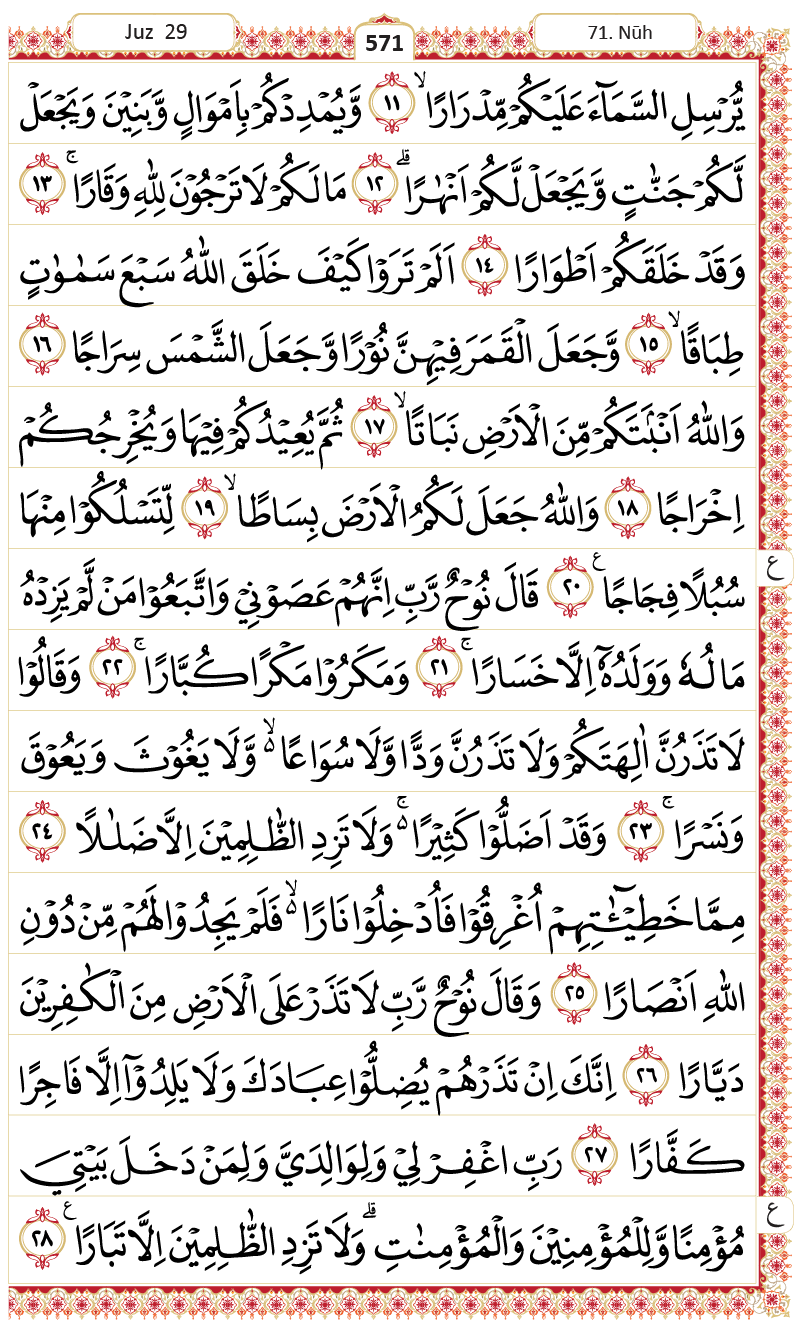 Juz 29
571
71. Nūh
يُّرْسِلِ السَّمَاۤءَ عَلَيْكُمْ مِّدْرَارًاۙ ١١ وَّيُمْدِدْكُمْ بِاَمْوَالٍ وَّبَنِيْنَ وَيَجْعَلْ
لَّكُمْ جَنّٰتٍ وَّيَجْعَلْ لَّكُمْ اَنْهٰرًاۗ ١٢ مَا لَكُمْ لَا تَرْجُوْنَ لِلّٰهِ وَقَارًاۚ ١٣
وَقَدْ خَلَقَكُمْ اَطْوَارًا ١٤ اَلَمْ تَرَوْا كَيْفَ خَلَقَ اللّٰهُ سَبْعَ سَمٰوٰتٍ
طِبَاقًاۙ ١٥ وَّجَعَلَ الْقَمَرَ فِيْهِنَّ نُوْرًا وَّجَعَلَ الشَّمْسَ سِرَاجًا ١٦
وَاللّٰهُ اَنْۢبَتَكُمْ مِّنَ الْاَرْضِ نَبَاتًاۙ ١٧ ثُمَّ يُعِيْدُكُمْ فِيْهَا وَيُخْرِجُكُمْ
اِخْرَاجًا ١٨ وَاللّٰهُ جَعَلَ لَكُمُ الْاَرْضَ بِسَاطًاۙ ١٩ لِّتَسْلُكُوْا مِنْهَا
سُبُلًا فِجَاجًا ࣖ ٢٠ قَالَ نُوْحٌ رَّبِّ اِنَّهُمْ عَصَوْنِيْ وَاتَّبَعُوْا مَنْ لَّمْ يَزِدْهُ
ع
مَالُهٗ وَوَلَدُهٗٓ اِلَّا خَسَارًاۚ ٢١ وَمَكَرُوْا مَكْرًا كُبَّارًاۚ ٢٢ وَقَالُوْا
لَا تَذَرُنَّ اٰلِهَتَكُمْ وَلَا تَذَرُنَّ وَدًّا وَّلَا سُوَاعًا ەۙ وَّلَا يَغُوْثَ وَيَعُوْقَ
وَنَسْرًاۚ ٢٣ وَقَدْ اَضَلُّوْا كَثِيْرًا ەۚ وَلَا تَزِدِ الظّٰلِمِيْنَ اِلَّا ضَلٰلًا ٢٤
مِمَّا خَطِيْۤـٰٔتِهِمْ اُغْرِقُوْا فَاُدْخِلُوْا نَارًا ەۙ فَلَمْ يَجِدُوْا لَهُمْ مِّنْ دُوْنِ
اللّٰهِ اَنْصَارًا ٢٥ وَقَالَ نُوْحٌ رَّبِّ لَا تَذَرْ عَلَى الْاَرْضِ مِنَ الْكٰفِرِيْنَ
دَيَّارًا ٢٦ اِنَّكَ اِنْ تَذَرْهُمْ يُضِلُّوْا عِبَادَكَ وَلَا يَلِدُوْٓا اِلَّا فَاجِرًا
كَفَّارًا ٢٧ رَبِّ اغْفِرْ لِيْ وَلِوَالِدَيَّ وَلِمَنْ دَخَلَ بَيْتِيَ
مُؤْمِنًا وَّلِلْمُؤْمِنِيْنَ وَالْمُؤْمِنٰتِۗ وَلَا تَزِدِ الظّٰلِمِيْنَ اِلَّا تَبَارًا ࣖ ٢٨
ع